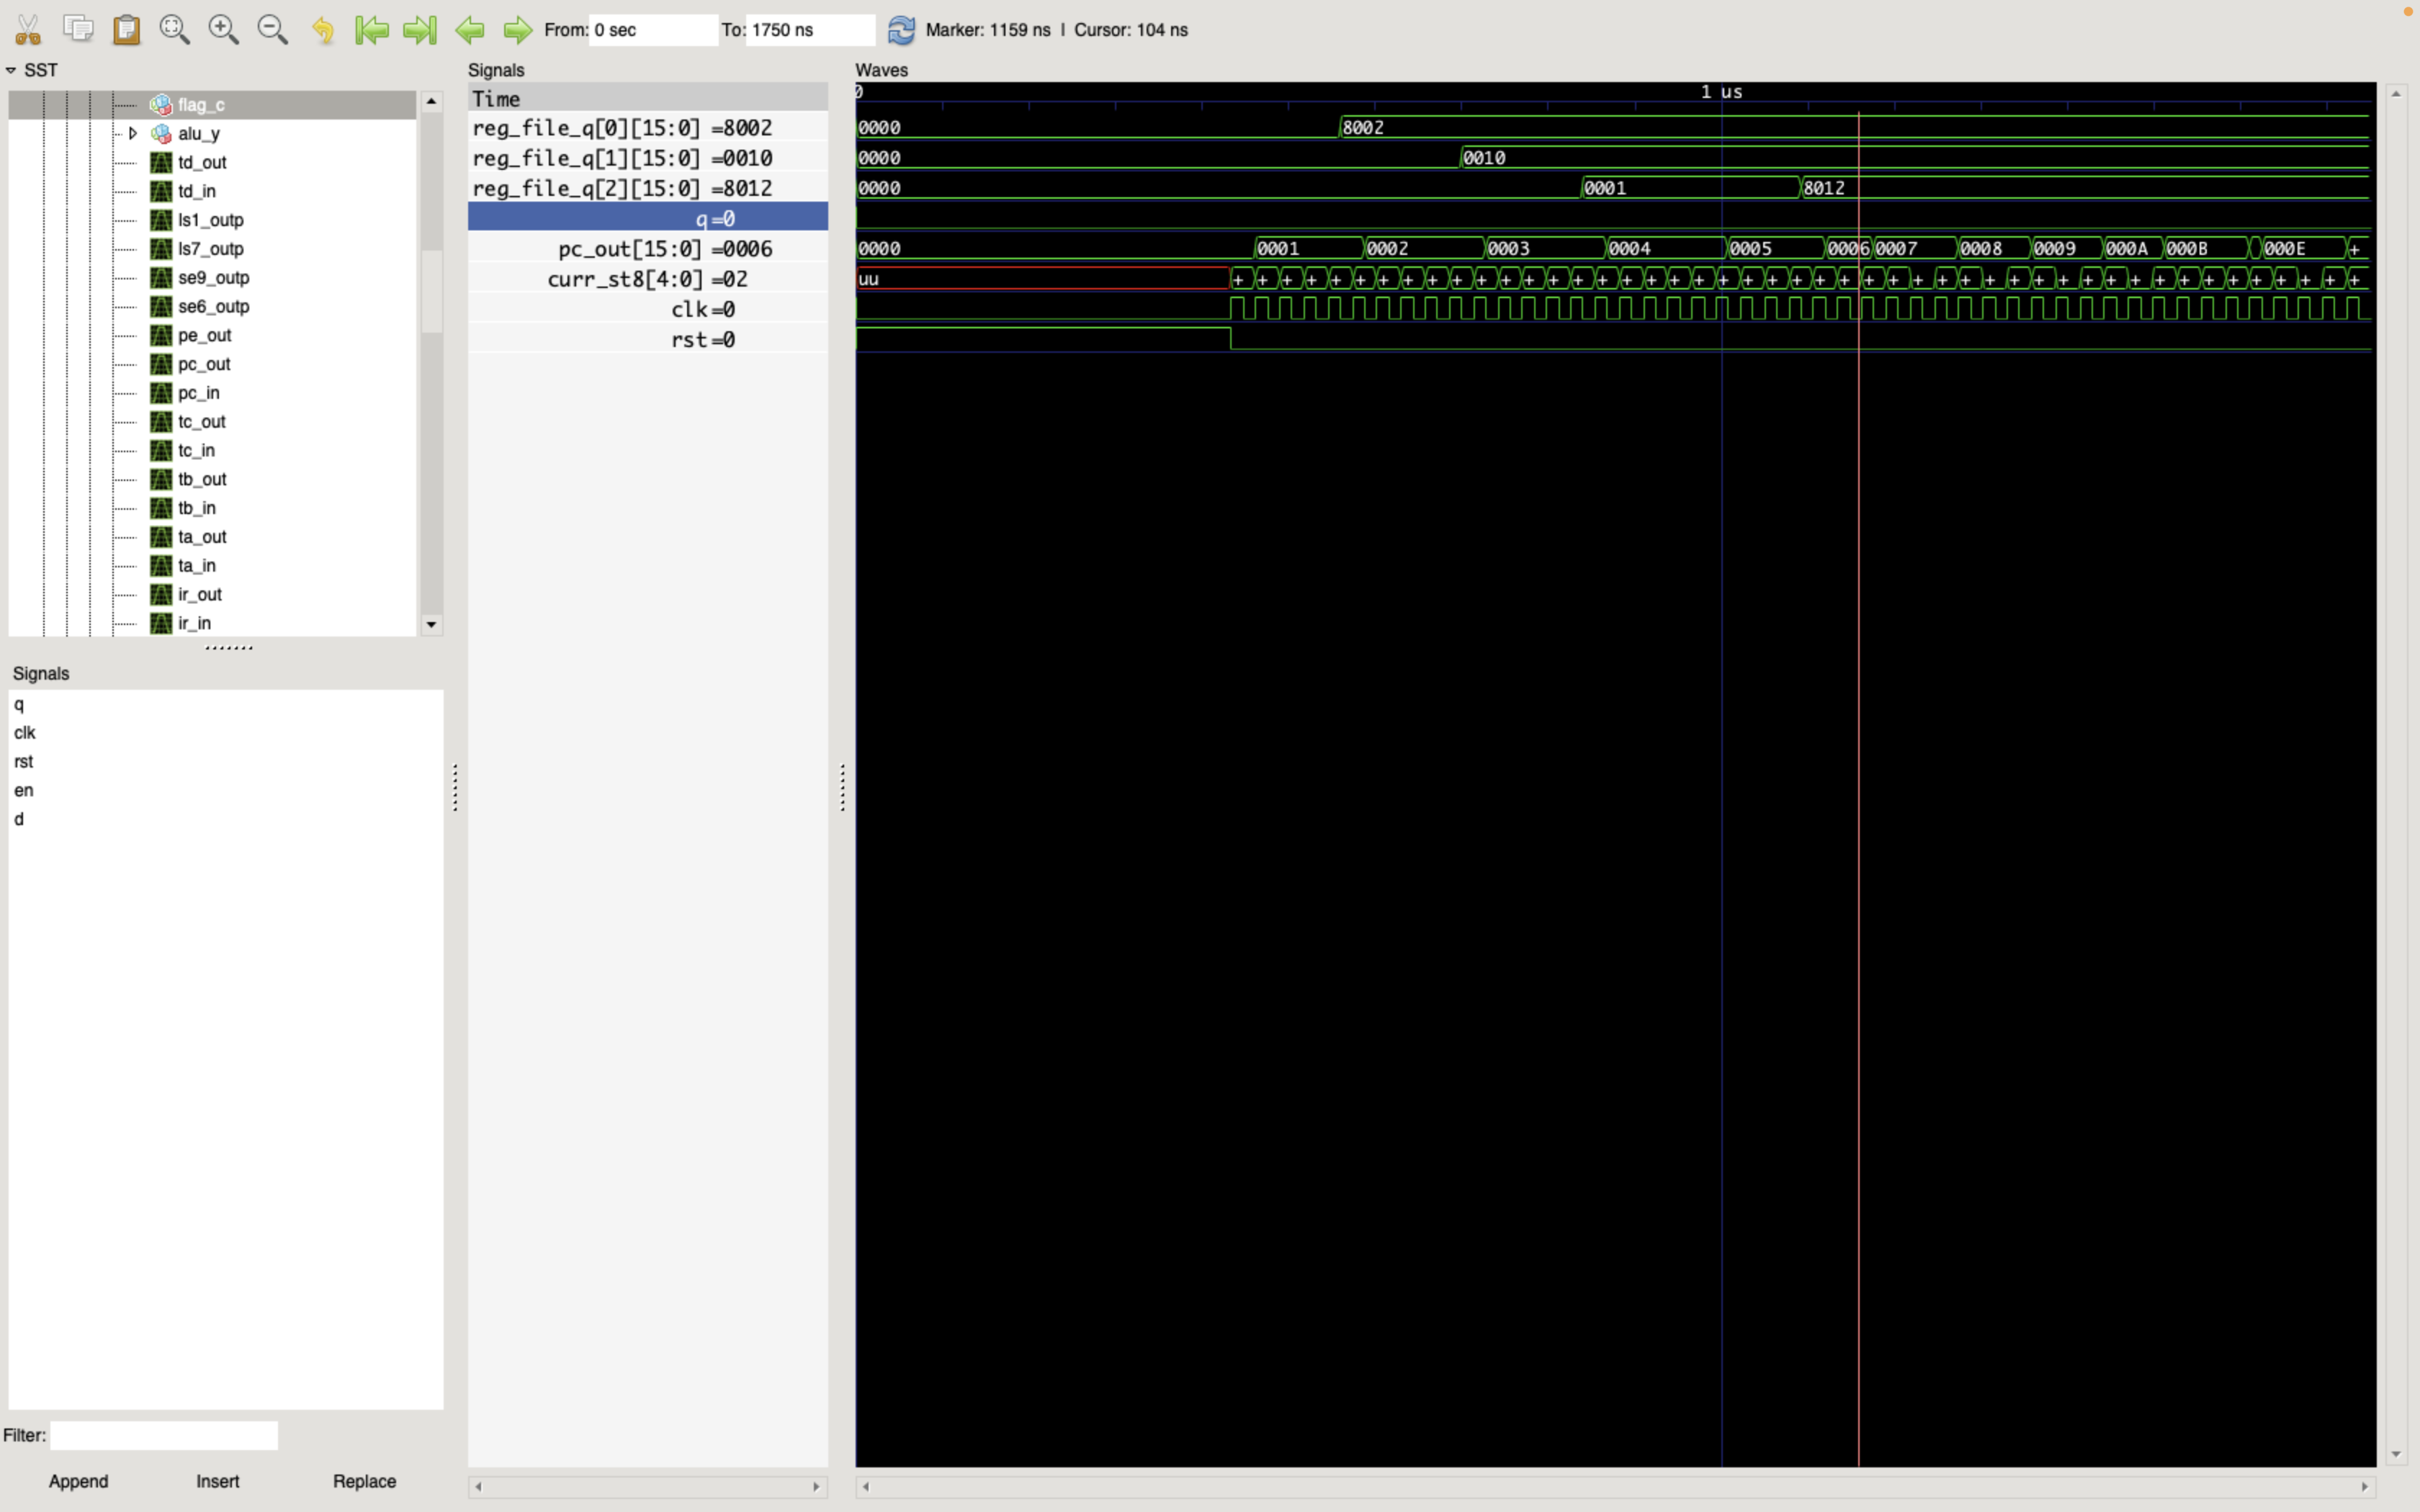 From: 0 sec To: 1750 ns Marker: 1159 ns | Cursor: 104 ns
SST
flag_c
alu_y
td_out
td_in
ls1_outp
ls7_outp
se9_outp
se6_outp
pe_out
pc_out
pc_in
tc_out
tc_in
tb_out
tb_in
ta_out
ta_in
ir_out
ir_in
Signals
q
clk
rst
en
d
Filter:
Append Insert Replace
Signals
Time
reg_file_q[0][15:0] =8002
reg_file_q[1][15:0] =0010
reg_file_q[2][15:0] =8012
q=0
pc_out[15:0] =0006
curr_st8[4:0] =02
clk=0
rst=0
Waves
0 1 us
0000 8002
0000 0010
0000 0001 8012
0000 0001 0002 0003 0004 0005 0006 0007 0008 0009 000A 000B 000E +
uu + + + + + + + + + + + + + + + + + + + + + + + + + + + + + + + + + + + + + + + + + + + + + + +